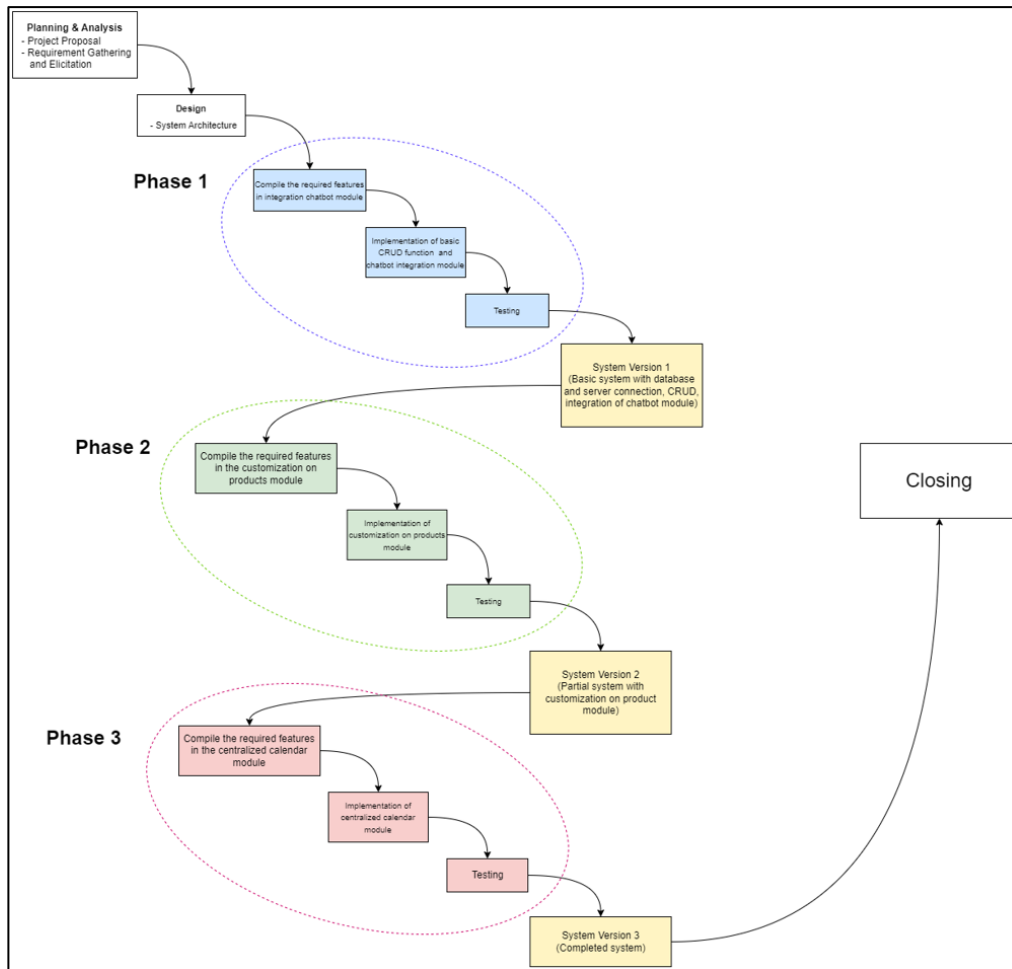 Planning & Analysis
- Project Proposal
- Requirement Gathering
and Elicitation
Design
- System Architecture
Phase 1
Compile the required features
in integration chatbot module
Implementation of basic
CRUD function and
chatbot integration module
Testing
System Version 1
(Basic system with database
and server connection, CRUD,
integration of chatbot module)
Phase 2
Compile the required features
in the customization on
products module
Implementation of
customization on products
module
Testing
Closing
System Version 2
(Partial system with
customization on product
module)
Phase 3
Compile the required features
in the centralized calendar
module
Implementation of
centralized calendar
module
Testing
System Version 3
(Completed system)